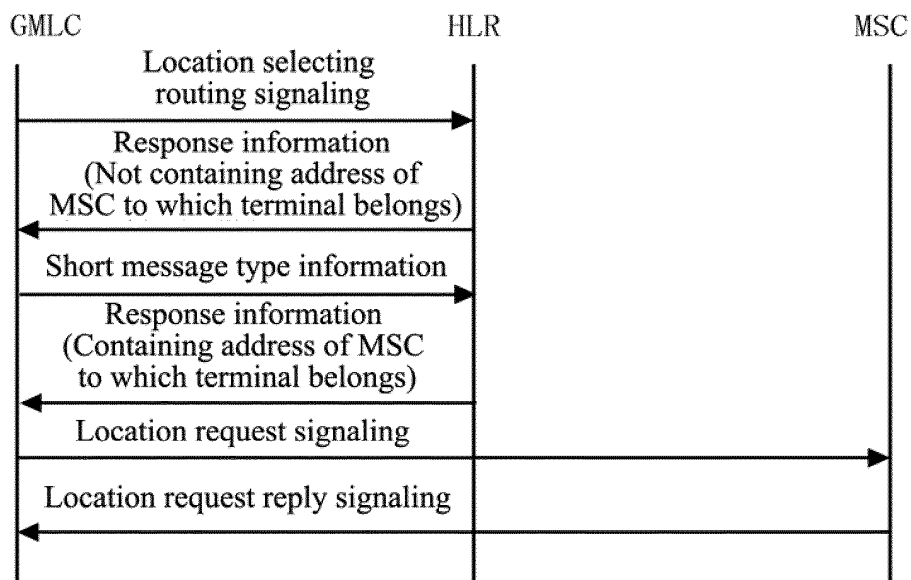 GMLC HLR MSC
Location selecting
routing signaling
Response information
(Not containing address of
MSC to which terminal belongs)
Short message type information
Response information
(Containing address of MSC
to which terminal belongs)
Location request signaling
Location request reply signaling